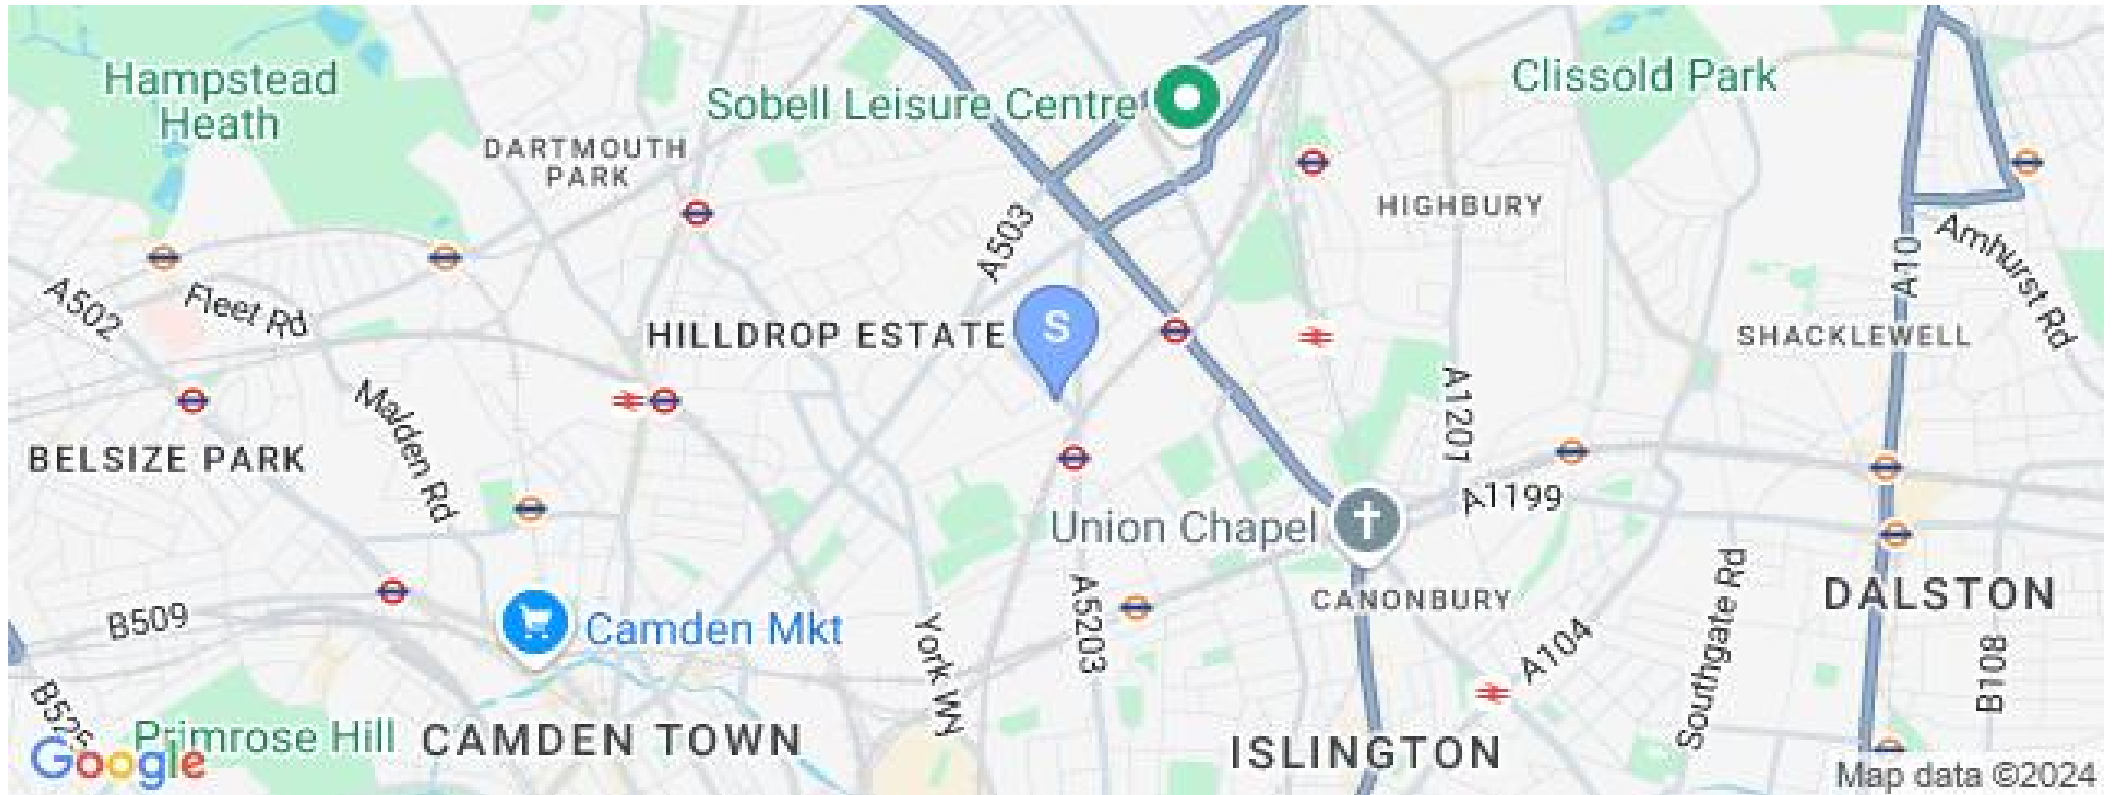 Hampstead
Heath
Sobell Leisure Centre
Clissold Park
DARTMOUTH
PARK
HIGHBURY
A503
A10
Amhurst Rd
A502
Fleet Rd
HILLDROP ESTATE
S
SHACKLEWELL
Malden Rd
A1201
BELSIZE PARK
A1199
Union Chapel
CANONBURY
DALSTON
B509
Camden Mkt
York Wy
A5203
A104
Southgate Rd
B108
Primrose Hill
CAMDEN TOWN
ISLINGTON
Google
Map data ©2024